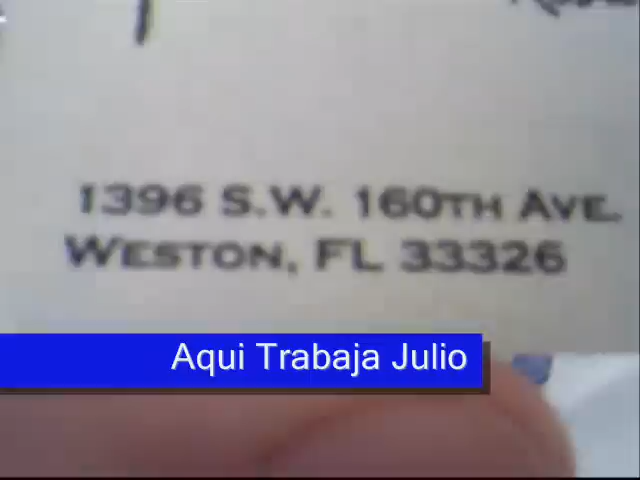 1396 S.W. 160TH AVE.
WESTON, FL 33326
Aqui Trabaja Julio